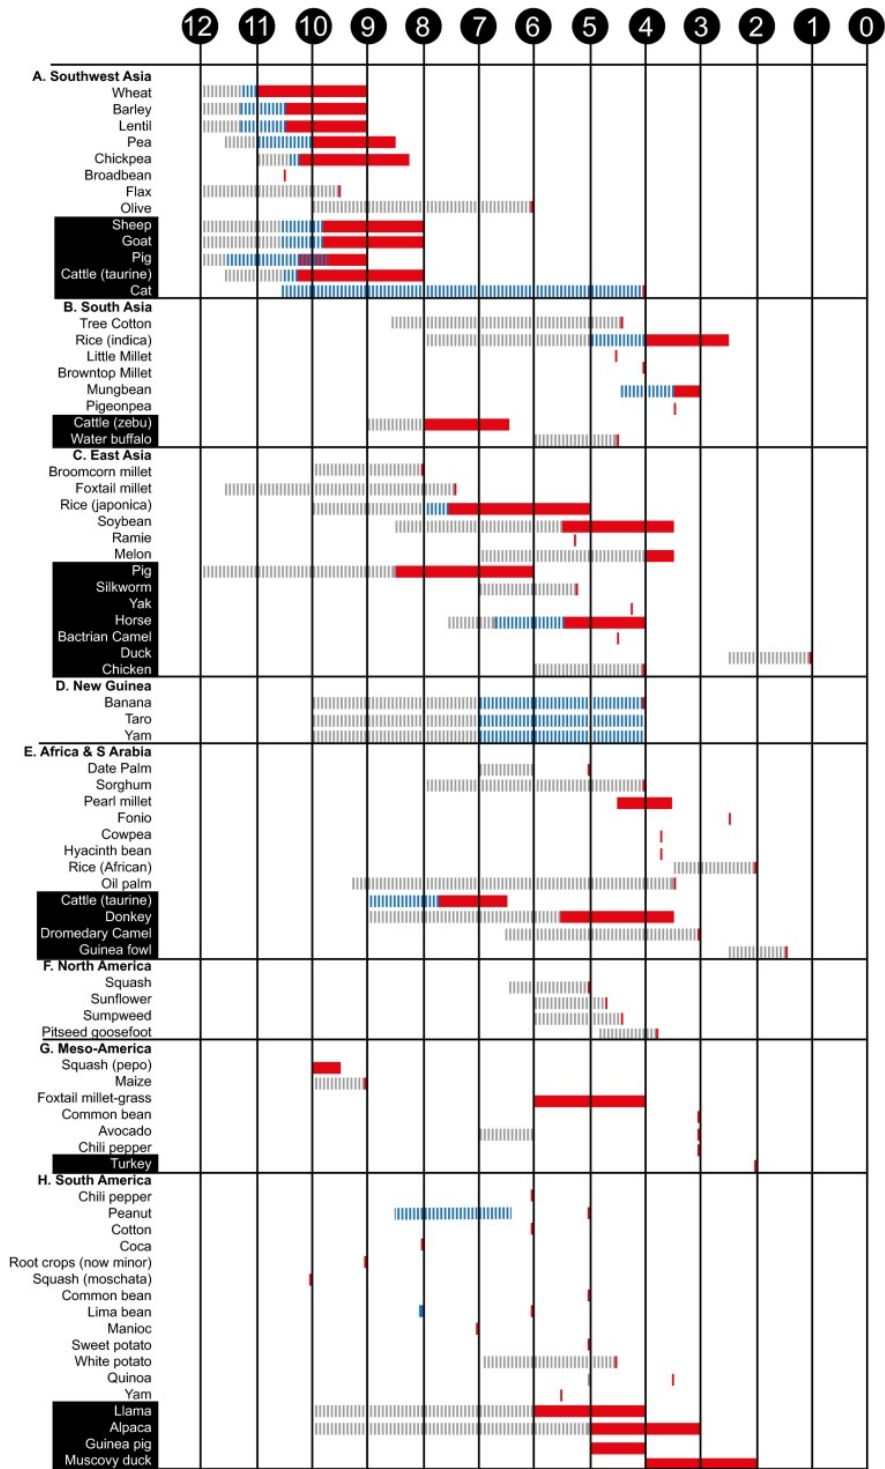 12 11 10 9 8 7 6 5 4 3 2 1 0
A. Southwest Asia
Wheat
Barley
Lentil
Pea
Chickpea
Broadbean
Flax
Olive
Sheep
Goat
Pig
Cattle (taurine)
Cat
B. South Asia
Tree Cotton
Rice (indica)
Little Millet
Browntop Millet
Mungbean
Pigeonpea
Cattle (zebu)
Water buffalo
C. East Asia
Broomcorn millet
Foxtail millet
Rice (japonica)
Soybean
Ramie
Melon
Pig
Silkworm
Yak
Horse
Bactrian Camel
Duck
Chicken
D. New Guinea
Banana
Taro
Yam
E. Africa & S Arabia
Date Palm
Sorghum
Pearl millet
Fonio
Cowpea
Hyacinth bean
Rice (African)
Oil palm
Cattle (taurine)
Donkey
Dromedary Camel
Guinea fowl
F. North America
Squash
Sunflower
Sumpweed
Pitseed goosefoot
G. Meso-America
Squash (pepo)
Maize
Foxtail millet-grass
Common bean
Avocado
Chili pepper
Turkey
H. South America
Chili pepper
Peanut
Cotton
Coca
Root crops (now minor)
Squash (moschata)
Common bean
Lima bean
Manioc
Sweet potato
White potato
Quinoa
Yam
Llama
Alpaca
Guinea pig
Muscovy duck